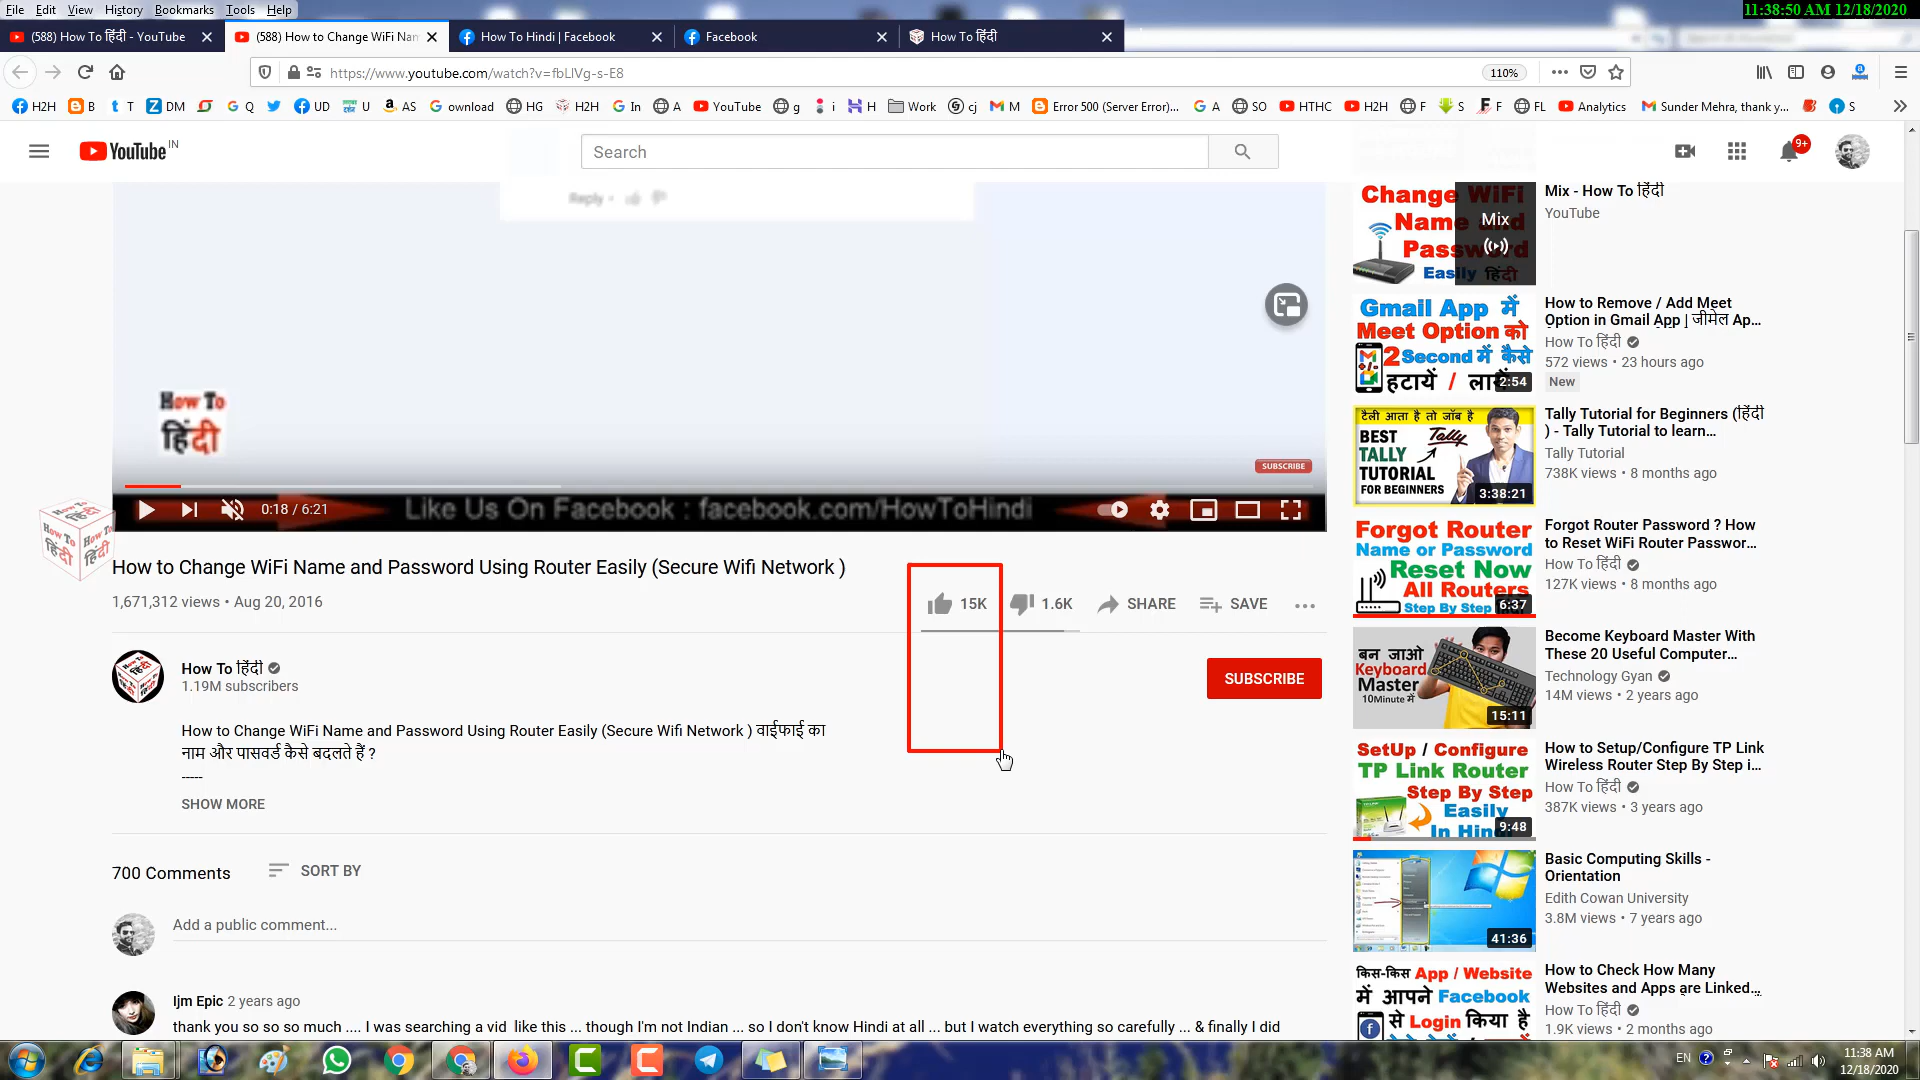 File Edit View History Bookmarks Tools Help
11:38:50 AM 12/18/2020
(588) How To हिंदी - YouTube
(588) How to Change WiFi Nam
How To Hindi | Facebook
Facebook
How To हिंदी
https://www.youtube.com/watch?v=fbLlVg-s-E8
110%
H2H B T DM G Q UD U AS ownload HG H2H In A YouTube g i H Work cj M Error 500 (Server Error)... A SO HTHC H2H F S F FL Analytics Sunder Mehra, thank y... S
YouTube IN
Search
9+
Reply
How To
हिंदी
SUBSCRIBE
0:18 / 6:21
Like Us On Facebook : facebook.com/HowToHindi
How to Change WiFi Name and Password Using Router Easily (Secure Wifi Network )
1,671,312 views • Aug 20, 2016
15K
1.6K
SHARE
SAVE
How To हिंदी
1.19M subscribers
SUBSCRIBE
How to Change WiFi Name and Password Using Router Easily (Secure Wifi Network ) वाईफाई का
नाम और पासवर्ड कैसे बदलते हैं ?
-----
SHOW MORE
700 Comments
SORT BY
Add a public comment...
Ijm Epic 2 years ago
thank you so so so much .... I was searching a vid like this ... though I'm not Indian ... so I don't know Hindi at all ... but I watch everything so carefully ... & finally I did
Change WiFi
Name and
Password
Easily हिंदी
Mix
Mix - How To हिंदी
YouTube
Gmail App में
Meet Option को
2 Second में कैसे
हटायें / लायें
2:54
How to Remove / Add Meet
Option in Gmail App | जीमेल Ap...
How To हिंदी
572 views • 23 hours ago
New
टैली आता है तो जॉब है
BEST Tally
TALLY
TUTORIAL
FOR BEGINNERS
3:38:21
Tally Tutorial for Beginners (हिंदी
) - Tally Tutorial to learn...
Tally Tutorial
738K views • 8 months ago
Forgot Router
Name or Password
Reset Now
All Routers
Step By Step
6:37
Forgot Router Password ? How
to Reset WiFi Router Passwor...
How To हिंदी
127K views • 8 months ago
बन जाओ
Keyboard
Master
10Minute में
15:11
Become Keyboard Master With
These 20 Useful Computer...
Technology Gyan
14M views • 2 years ago
SetUp / Configure
TP Link Router
Step By Step
Easily
In Hindi
9:48
How to Setup/Configure TP Link
Wireless Router Step By Step i...
How To हिंदी
387K views • 3 years ago
41:36
Basic Computing Skills -
Orientation
Edith Cowan University
3.8M views • 7 years ago
किस-किस App / Website
में आपने Facebook
से Login किया है
How to Check How Many
Websites and Apps are Linked...
How To हिंदी
1.9K views • 2 months ago
EN
11:38 AM
12/18/2020